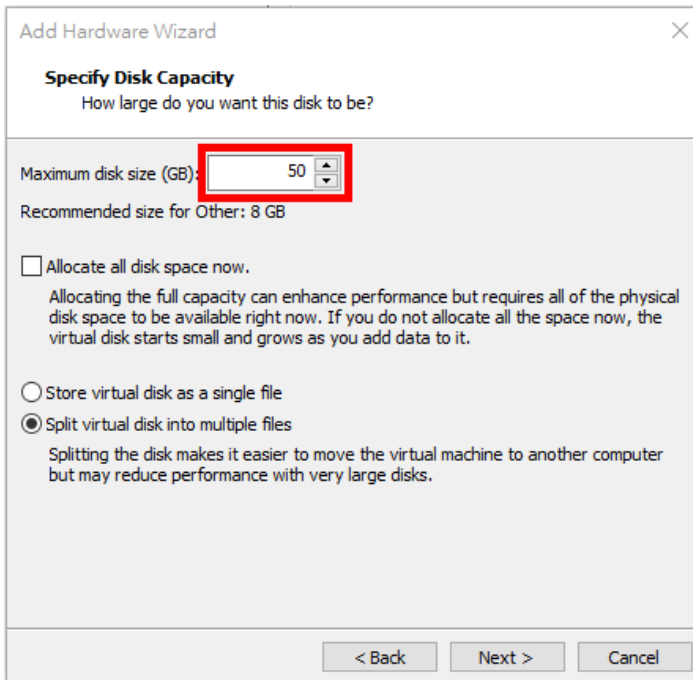 Add Hardware Wizard
Specify Disk Capacity
How large do you want this disk to be?
Maximum disk size (GB): 50
Recommended size for Other: 8 GB
Allocate all disk space now.
Allocating the full capacity can enhance performance but requires all of the physical
disk space to be available right now. If you do not allocate all the space now, the
virtual disk starts small and grows as you add data to it.
Store virtual disk as a single file
Split virtual disk into multiple files
Splitting the disk makes it easier to move the virtual machine to another computer
but may reduce performance with very large disks.
< Back Next > Cancel